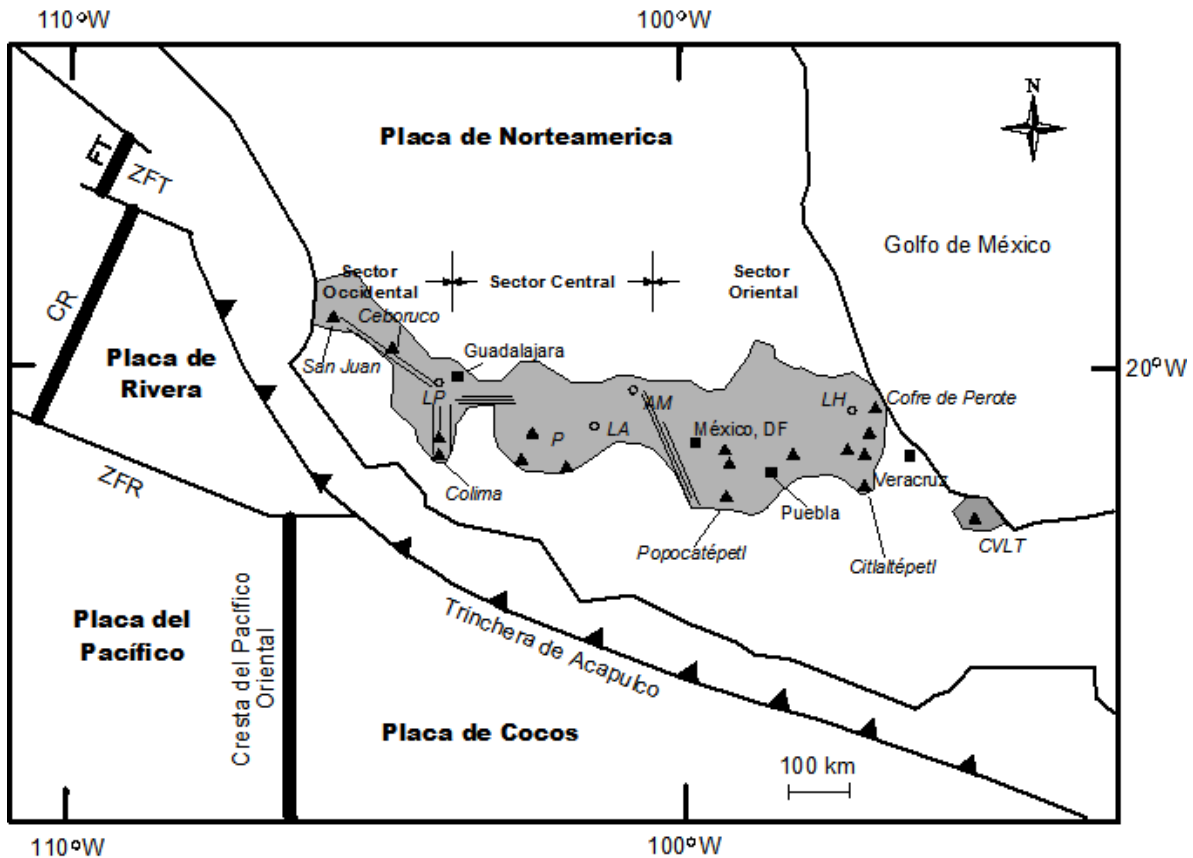 110°W
100°W
N
Placa de Norteamerica
FT
ZFT
Golfo de México
CR
Sector
Occidental
Sector Central
Sector
Oriental
Ceboruco
San Juan
Guadalajara
Placa de
Rivera
20°W
LP
AM
LH
Cofre de Perote
P
LA
México, DF
Colima
Veracruz
Puebla
ZFR
Popocatépetl
Citlaltépetl
CVLT
Placa del
Pacífico
Cresta del Pacífico
Oriental
Trinchera de Acapulco
Placa de Cocos
100 km
110°W
100°W